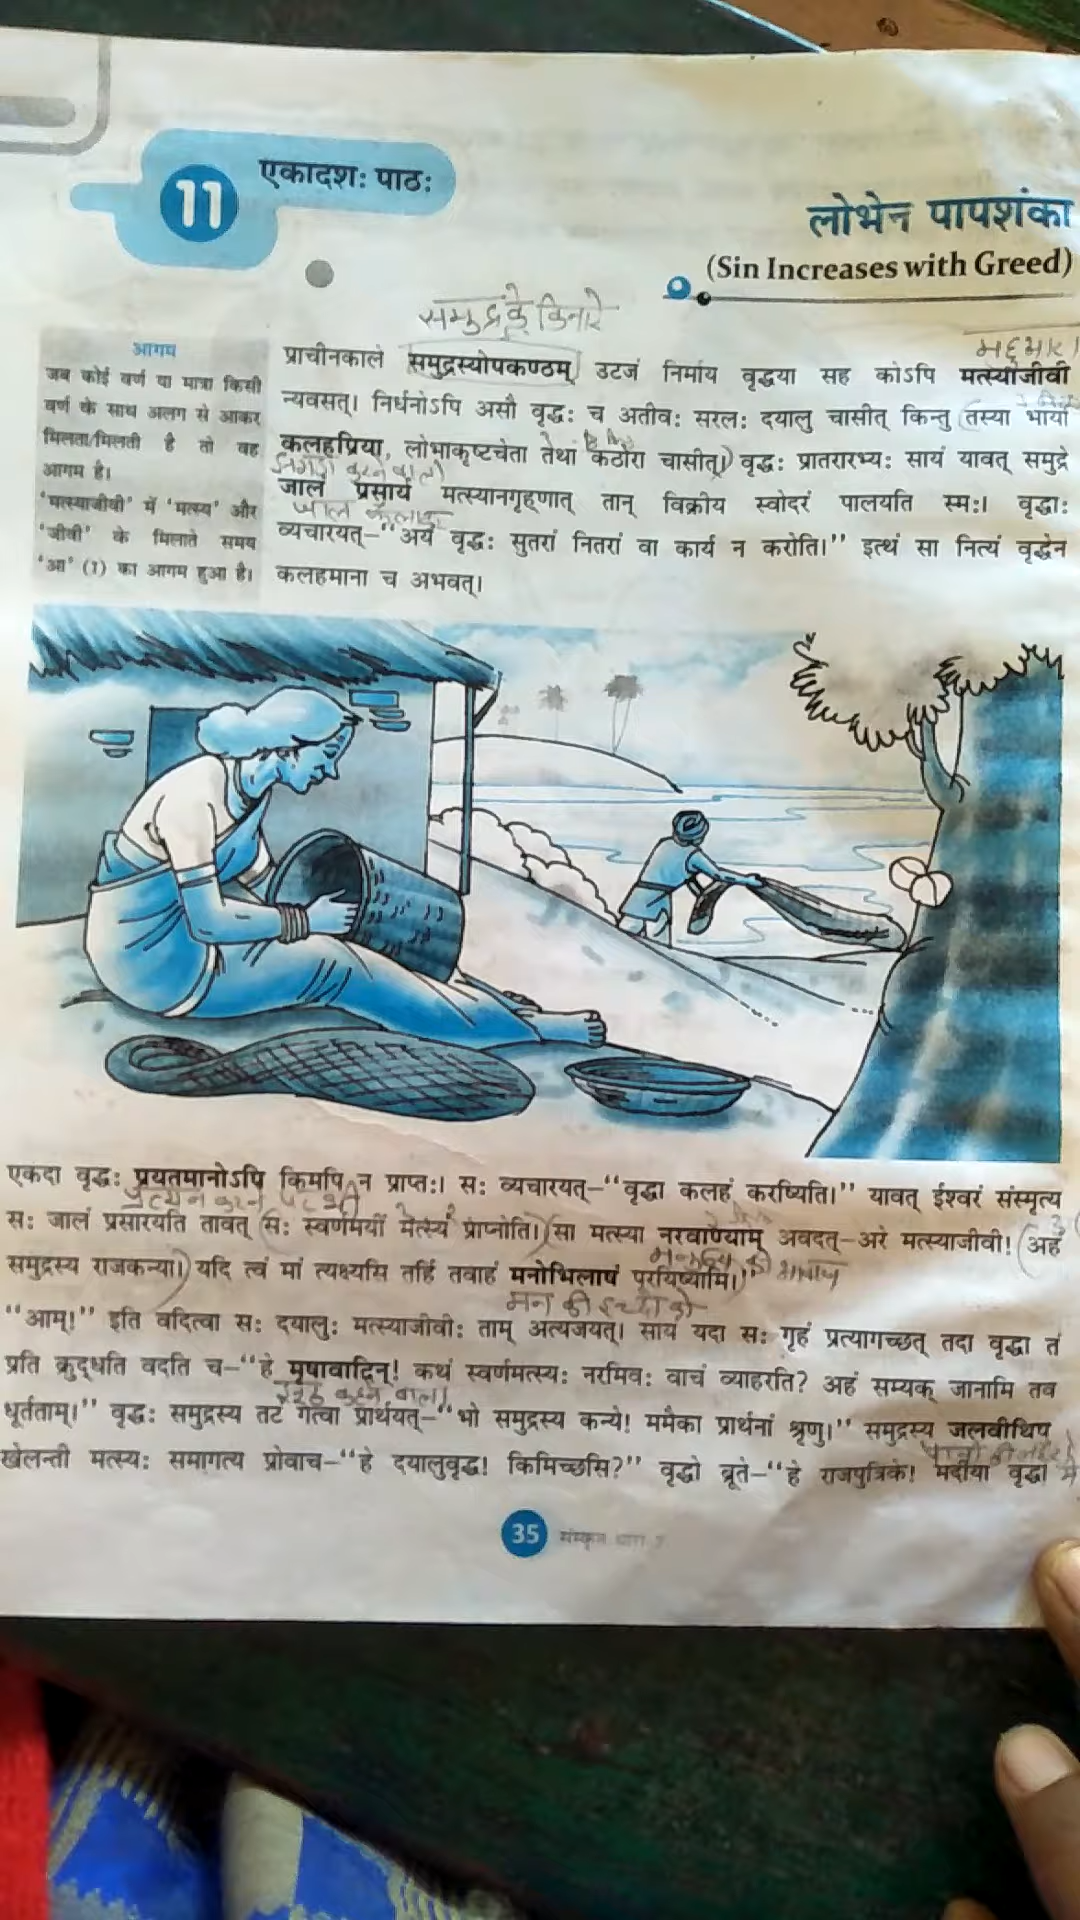 11
एकादशः पाठः
लोभेन पापशंका
(Sin Increases with Greed)
समुद्र के किनारे
मछुआरा
आगम
जब कोई वर्ण या मात्रा किसी
वर्ण के साथ अलग से आकर
मिलता/मिलती है तो वह
आगम है।
'मत्स्याजीवी' में 'मत्स्य' और
'जीवी' के मिलाते समय
'आ' (ा) का आगम हुआ है।
प्राचीनकाले समुद्रस्योपकण्ठम् उटजं निर्माय वृद्धया सह कोऽपि मत्स्याजीवी
न्यवसत्। निर्धनोऽपि असौ वृद्धः च अतीवः सरलः दयालु चासीत् किन्तु तस्या भार्या
कलहप्रिया, लोभाकृष्टचेता तेथां कठोरा चासीत्। वृद्धः प्रातरारभ्यः सायं यावत् समुद्रे
झगड़ा करने वाली
जालं प्रसार्य मत्स्यानगृह्णात् तान् विक्रीय स्वोदरं पालयति स्मः। वृद्धाः
जाल फैलाकर
व्यचारयत्–"अयं वृद्धः सुतरां नितरां वा कार्य न करोति।" इत्थं सा नित्यं वृद्धेन
कलहमाना च अभवत्।
एकदा वृद्धः प्रयतमानोऽपि किमपि न प्राप्तः। सः व्यचारयत्–"वृद्धा कलहं करष्यिति।" यावत् ईश्वरं संस्मृत्य
प्रयत्न करने पर भी
सः जालं प्रसारयति तावत् सः स्वर्णमयीं मत्स्यं प्राप्नोति। सा मत्स्या नरवाण्याम् अवदत्–अरे मत्स्याजीवी! अहं
मनुष्य की भाषा में
समुद्रस्य राजकन्या। यदि त्वं मां त्यक्ष्यसि तर्हि तवाहं मनोभिलाषं पूरयिष्यामि।"
मन की इच्छा को
"आम्।" इति वदित्वा सः दयालुः मत्स्याजीवीः ताम् अत्यजयत्। सायं यदा सः गृहं प्रत्यागच्छत् तदा वृद्धा तं
प्रति क्रुद्धति वदति च–"हे मृषावादिन्! कथं स्वर्णमत्स्यः नरमिवः वाचं व्याहरति? अहं सम्यक् जानामि तव
झूठ कहने वाला
धूर्तताम्।" वृद्धः समुद्रस्य तटं गत्वा प्रार्थयत्–"भो समुद्रस्य कन्ये! ममैका प्रार्थनां श्रृणु।" समुद्रस्य जलवीथिप
खेलन्ती मत्स्यः समागत्य प्रोवाच–"हे दयालुवृद्ध! किमिच्छसि?" वृद्धो ब्रूते–"हे राजपुत्रिके! मदीया वृद्धा
35
संस्कृत धारा-7